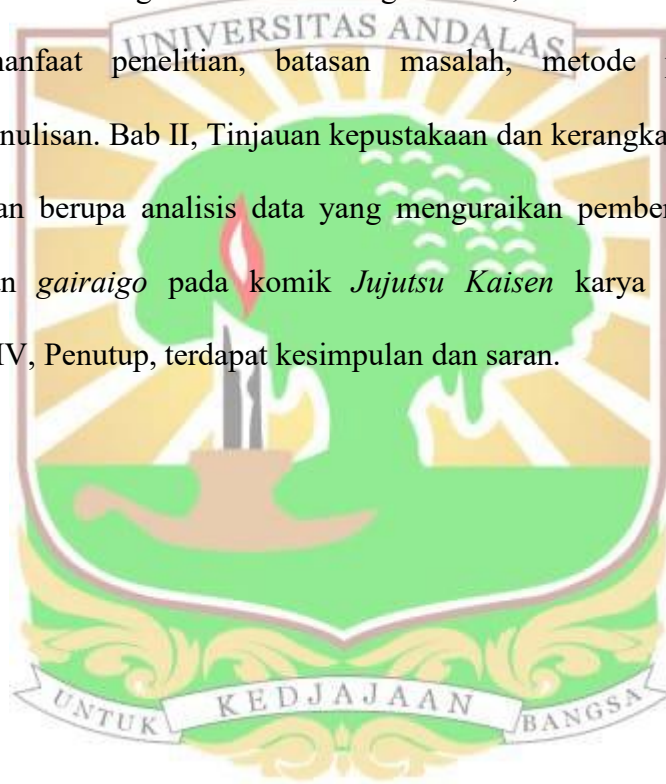 UNIVERSITAS ANDALAS
anfaat penelitian, batasan masalah, metode
nulisan. Bab II, Tinjauan kepustakaan dan kerangka
an berupa analisis data yang menguraikan pember
n gairaigo pada komik Jujutsu Kaisen karya
IV, Penutup, terdapat kesimpulan dan saran.
UNTUK KEDJAJAAN BANGSA